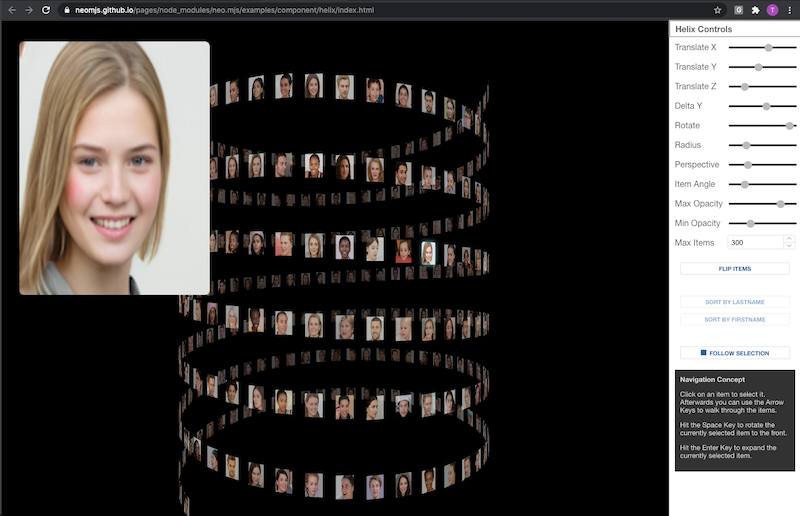 neomjs.github.io/pages/node_modules/neo.mjs/examples/component/helix/index.html
G
T
Helix Controls
Translate X
Translate Y
Translate Z
Delta Y
Rotate
Radius
Perspective
Item Angle
Max Opacity
Min Opacity
Max Items 300
FLIP ITEMS
SORT BY LASTNAME
SORT BY FIRSTNAME
FOLLOW SELECTION
Navigation Concept
Click on an item to select it.
Afterwards you can use the Arrow
Keys to walk through the items.
Hit the Space Key to rotate the
currently selected item to the front.
Hit the Enter Key to expand the
currently selected item.